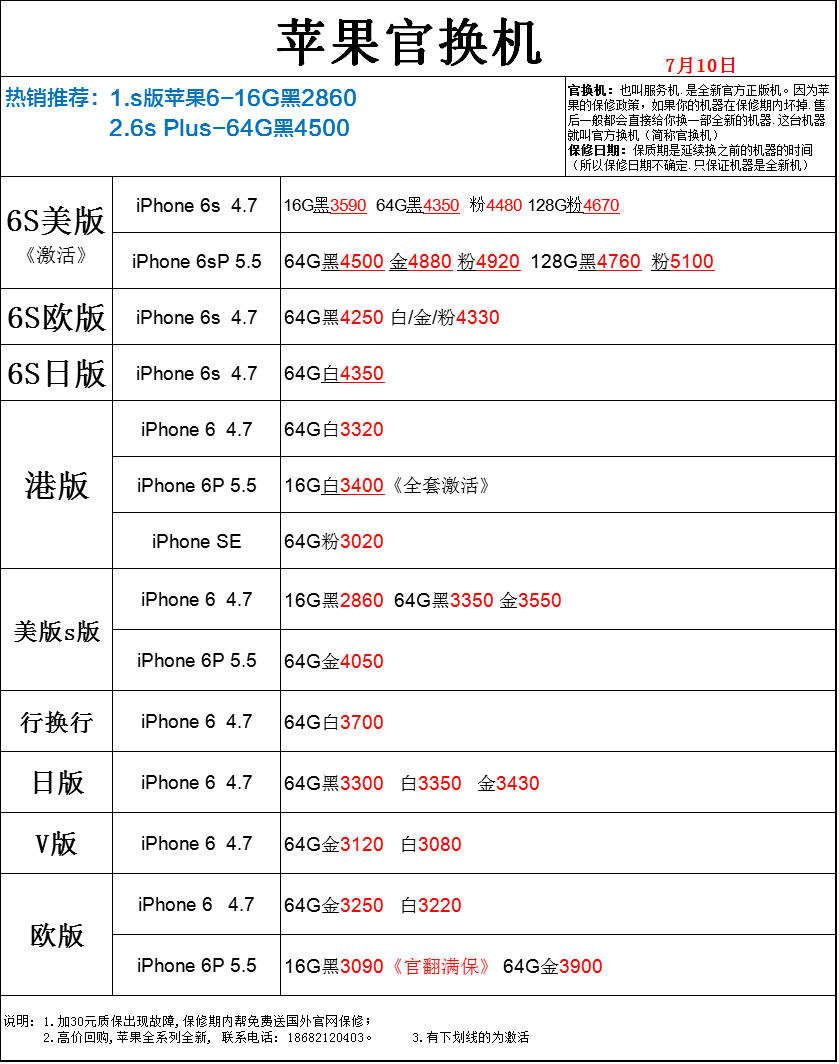 苹果官换机
7月10日
热销推荐：1.s版苹果6-16G黑2860
2.6s Plus-64G黑4500
官换机：也叫服务机.是全新官方正版机。因为苹
果的保修政策，如果你的机器在保修期内坏掉.售
后一般都会直接给你换一部全新的机器.这台机器
就叫官方换机（简称官换机）
保修日期：保质期是延续换之前的机器的时间
（所以保修日期不确定.只保证机器是全新机）
6S美版
《激活》
iPhone 6s 4.7
16G黑3590 64G黑4350 粉4480 128G粉4670
iPhone 6sP 5.5
64G黑4500 金4880 粉4920 128G黑4760 粉5100
6S欧版
iPhone 6s 4.7
64G黑4250 白/金/粉4330
6S日版
iPhone 6s 4.7
64G白4350
港版
iPhone 6 4.7
64G白3320
iPhone 6P 5.5
16G白3400《全套激活》
iPhone SE
64G粉3020
美版s版
iPhone 6 4.7
16G黑2860 64G黑3350 金3550
iPhone 6P 5.5
64G金4050
行换行
iPhone 6 4.7
64G白3700
日版
iPhone 6 4.7
64G黑3300 白3350 金3430
V版
iPhone 6 4.7
64G金3120 白3080
欧版
iPhone 6 4.7
64G金3250 白3220
iPhone 6P 5.5
16G黑3090《官翻满保》 64G金3900
说明：1.加30元质保出现故障,保修期内帮免费送国外官网保修；
2.高价回购,苹果全系列全新, 联系电话：18682120403。 3.有下划线的为激活